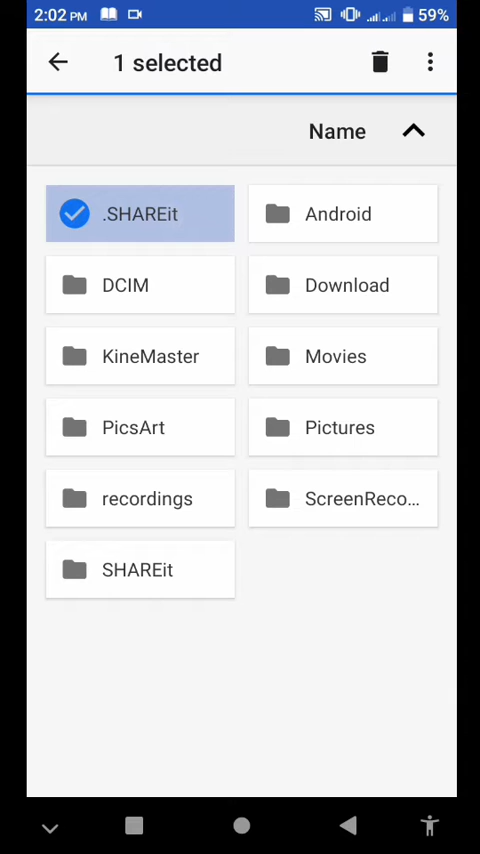 2:02 PM 59%
1 selected
Name
.SHAREit Android
DCIM Download
KineMaster Movies
PicsArt Pictures
recordings ScreenReco...
SHAREit